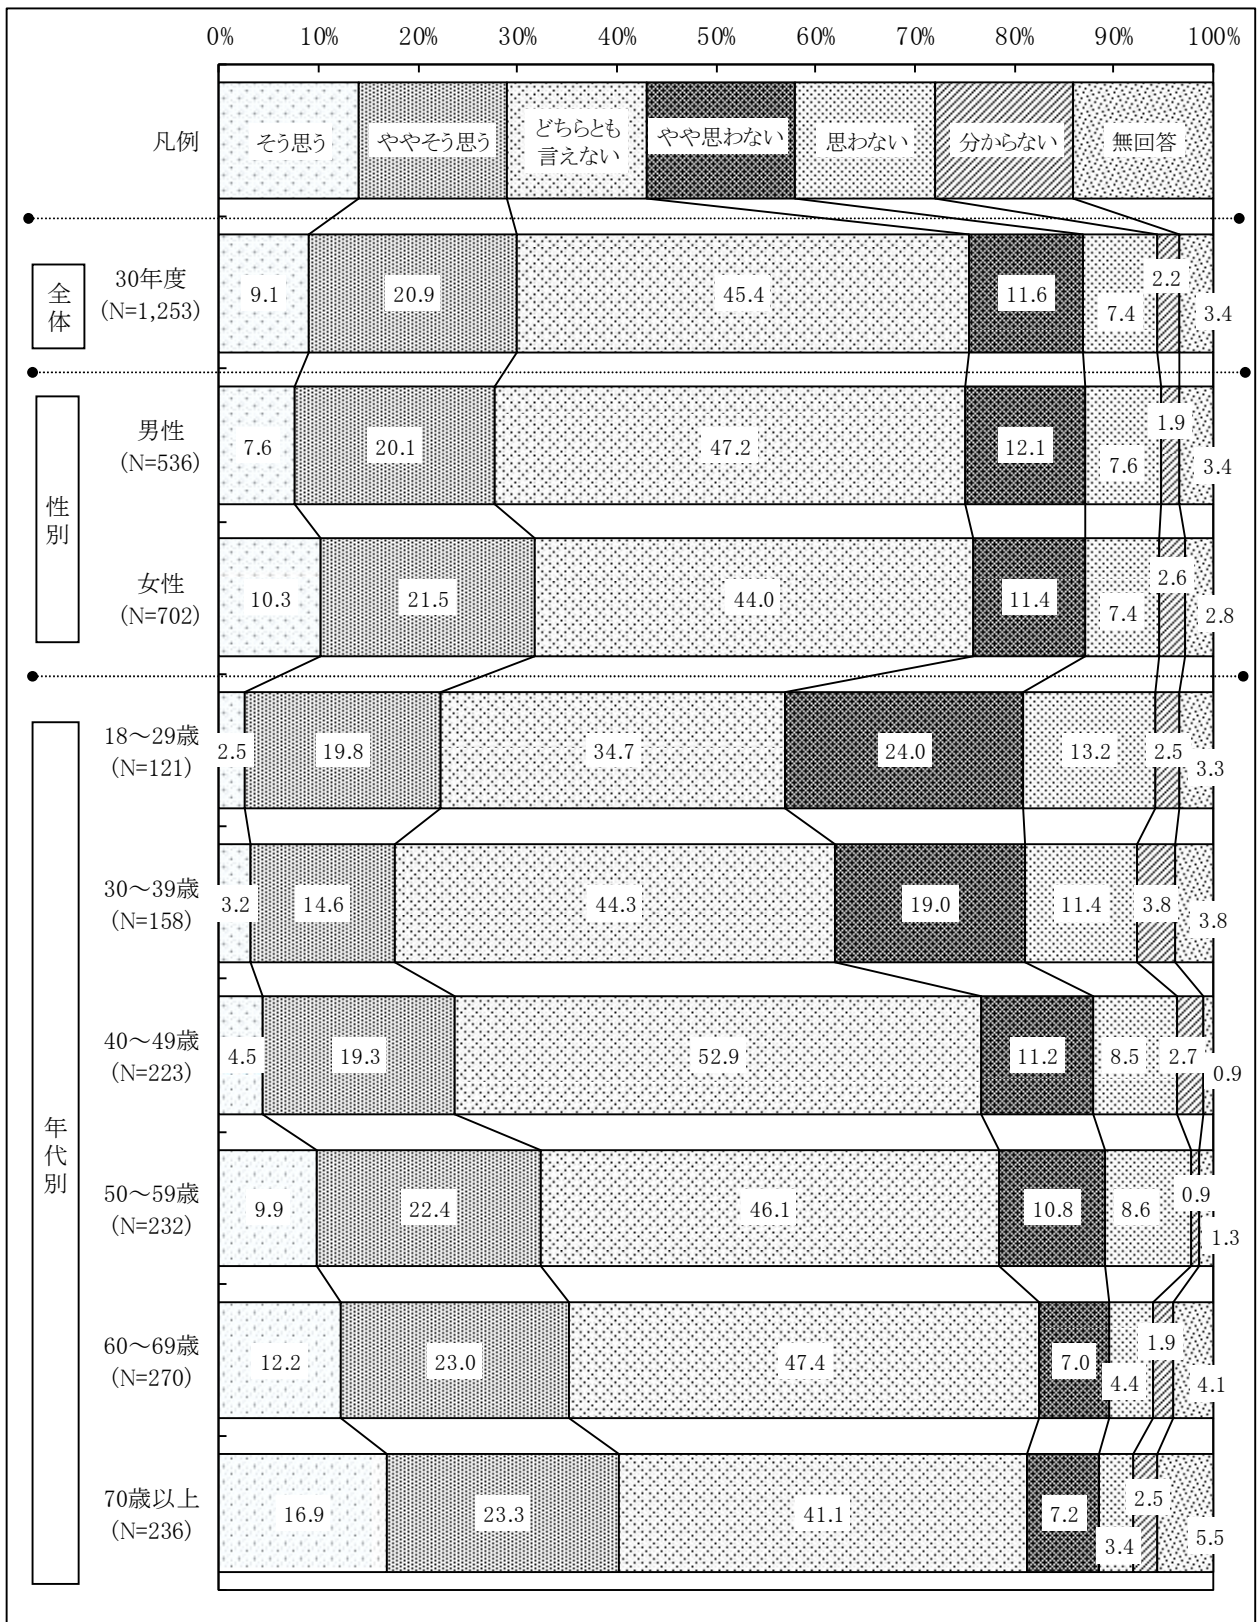 0% 10% 20% 30% 40% 50% 60% 70% 80% 90% 100%
凡例
そう思う
ややそう思う
どちらとも
言えない
やや思わない
思わない
分からない
無回答
全体
30年度
(N=1,253)
9.1 20.9 45.4 11.6 7.4 2.2 3.4
性別
男性
(N=536)
7.6 20.1 47.2 12.1 7.6 1.9 3.4
女性
(N=702)
10.3 21.5 44.0 11.4 7.4 2.6 2.8
年代別
18～29歳
(N=121)
2.5 19.8 34.7 24.0 13.2 2.5 3.3
30～39歳
(N=158)
3.2 14.6 44.3 19.0 11.4 3.8 3.8
40～49歳
(N=223)
4.5 19.3 52.9 11.2 8.5 2.7 0.9
50～59歳
(N=232)
9.9 22.4 46.1 10.8 8.6 0.9 1.3
60～69歳
(N=270)
12.2 23.0 47.4 7.0 4.4 1.9 4.1
70歳以上
(N=236)
16.9 23.3 41.1 7.2 3.4 2.5 5.5